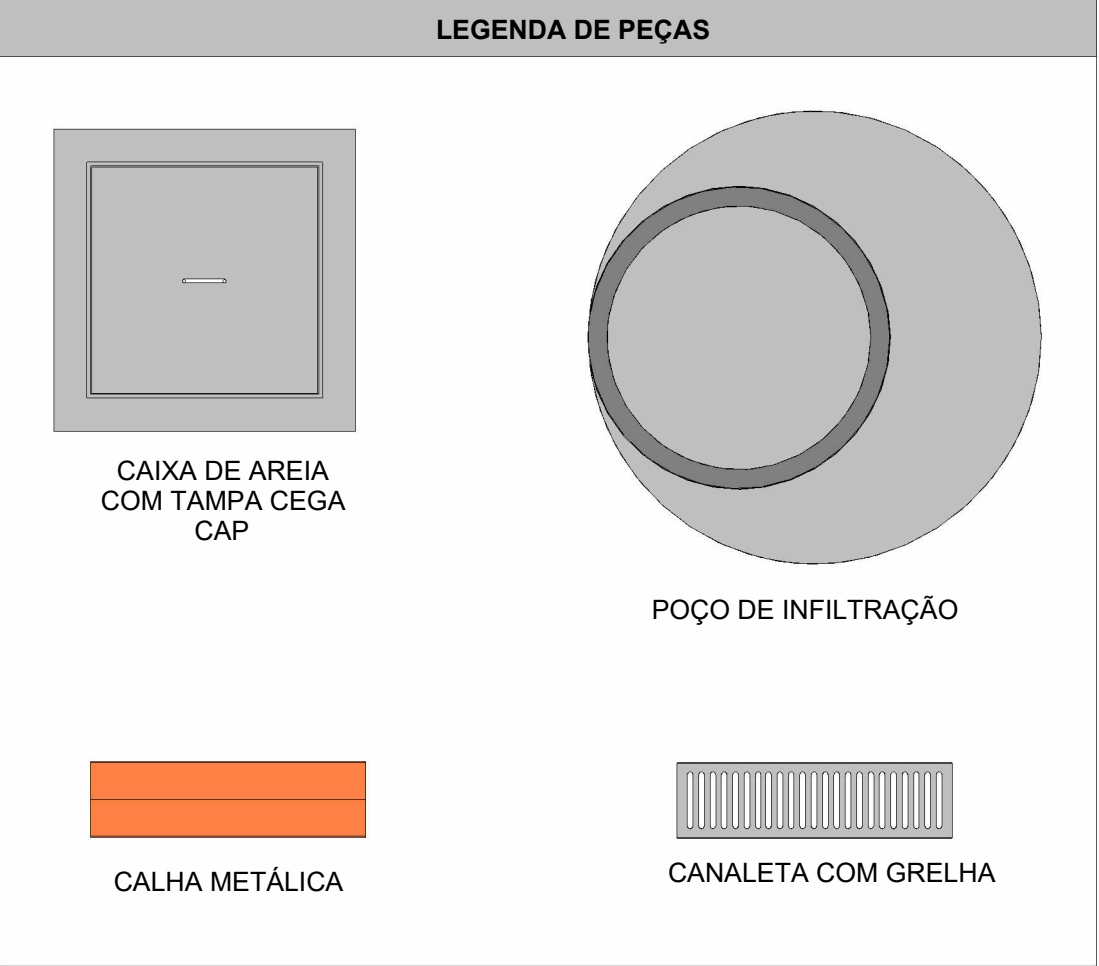 LEGENDA DE PEÇAS
CAIXA DE AREIA
COM TAMPA CEGA
CAP
POÇO DE INFILTRAÇÃO
CALHA METÁLICA
CANALETA COM GRELHA